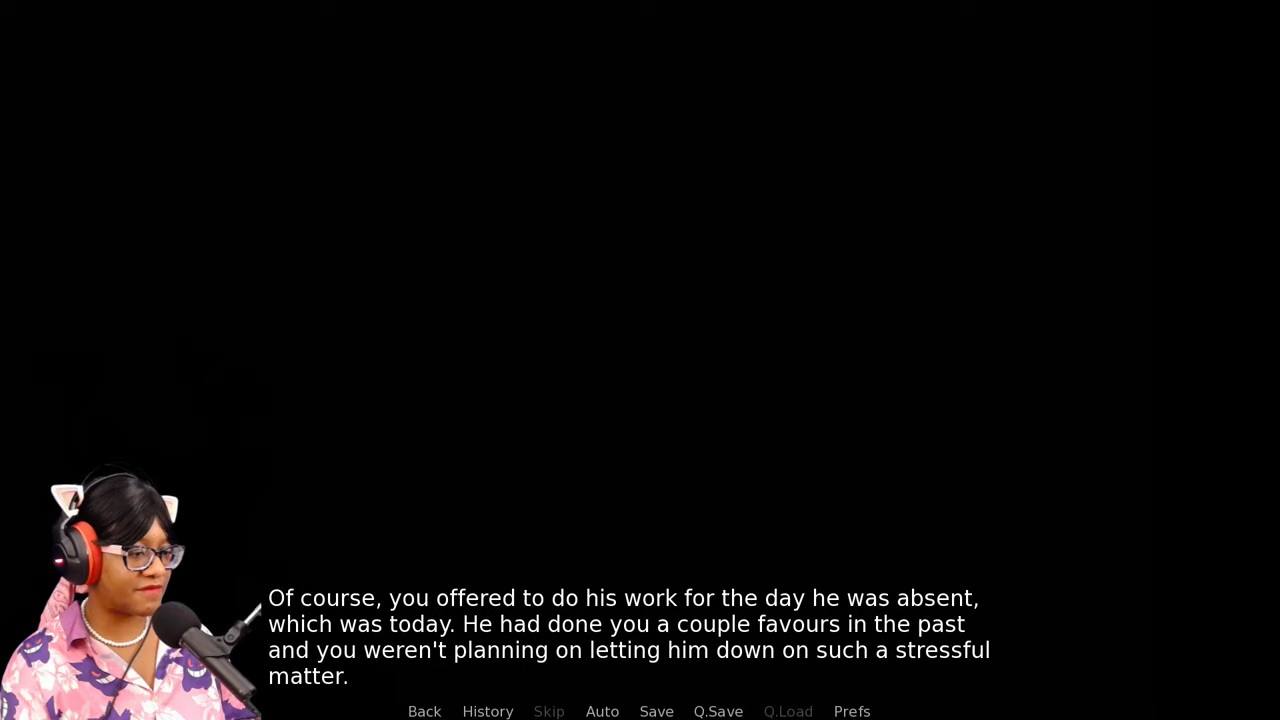 Of course, you offered to do his work for the day he was absent,
which was today. He had done you a couple favours in the past
and you weren't planning on letting him down on such a stressful
matter.
Back History Skip Auto Save Q.Save Q.Load Prefs